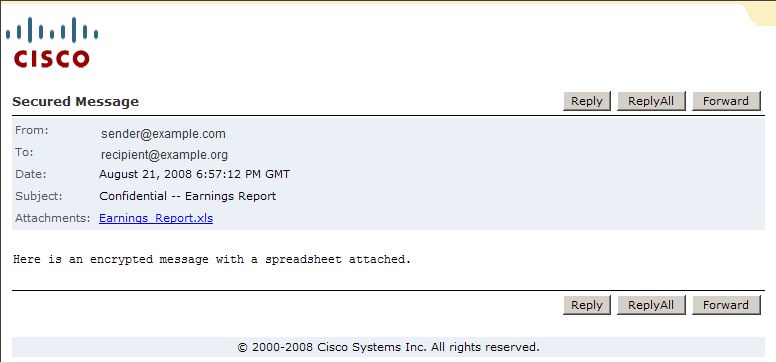 CISCO
Secured Message Reply ReplyAll Forward
From: sender@example.com
To: recipient@example.org
Date: August 21, 2008 6:57:12 PM GMT
Subject: Confidential -- Earnings Report
Attachments: Earnings_Report.xls
Here is an encrypted message with a spreadsheet attached.
Reply ReplyAll Forward
© 2000-2008 Cisco Systems Inc. All rights reserved.